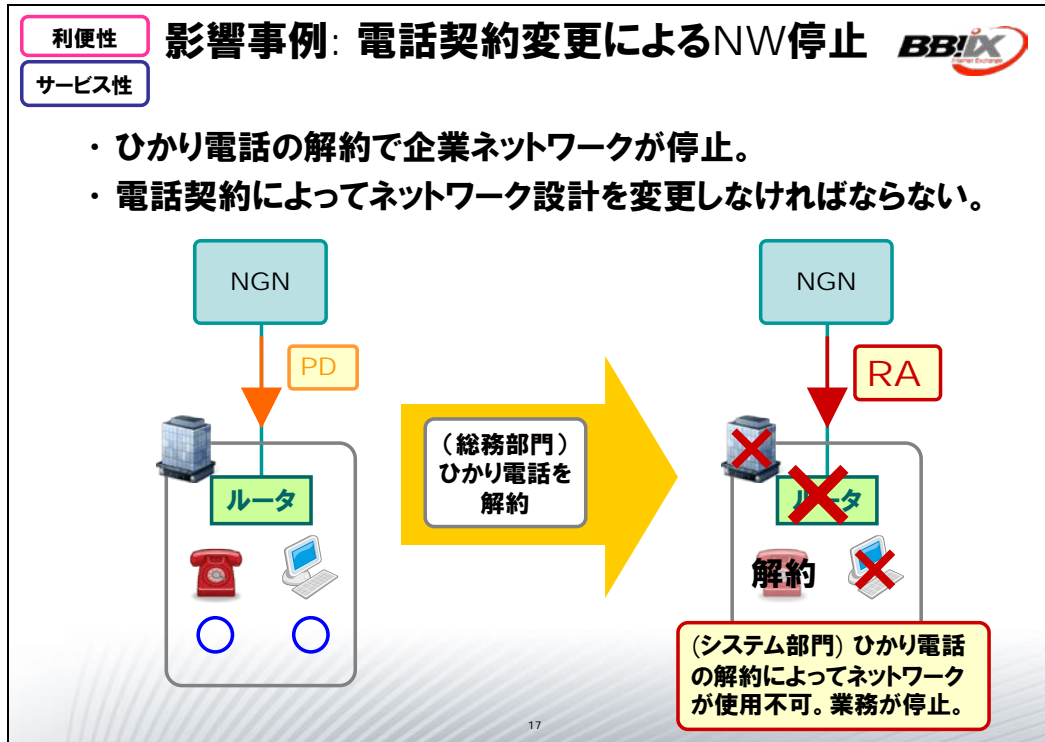 利便性
サービス性
影響事例: 電話契約変更によるNW停止
BBIX
Internet Exchange
・ひかり電話の解約で企業ネットワークが停止。
・電話契約によってネットワーク設計を変更しなければならない。
NGN
PD
ルータ
(総務部門)
ひかり電話を
解約
NGN
RA
ルータ
解約
(システム部門) ひかり電話
の解約によってネットワーク
が使用不可。業務が停止。
17